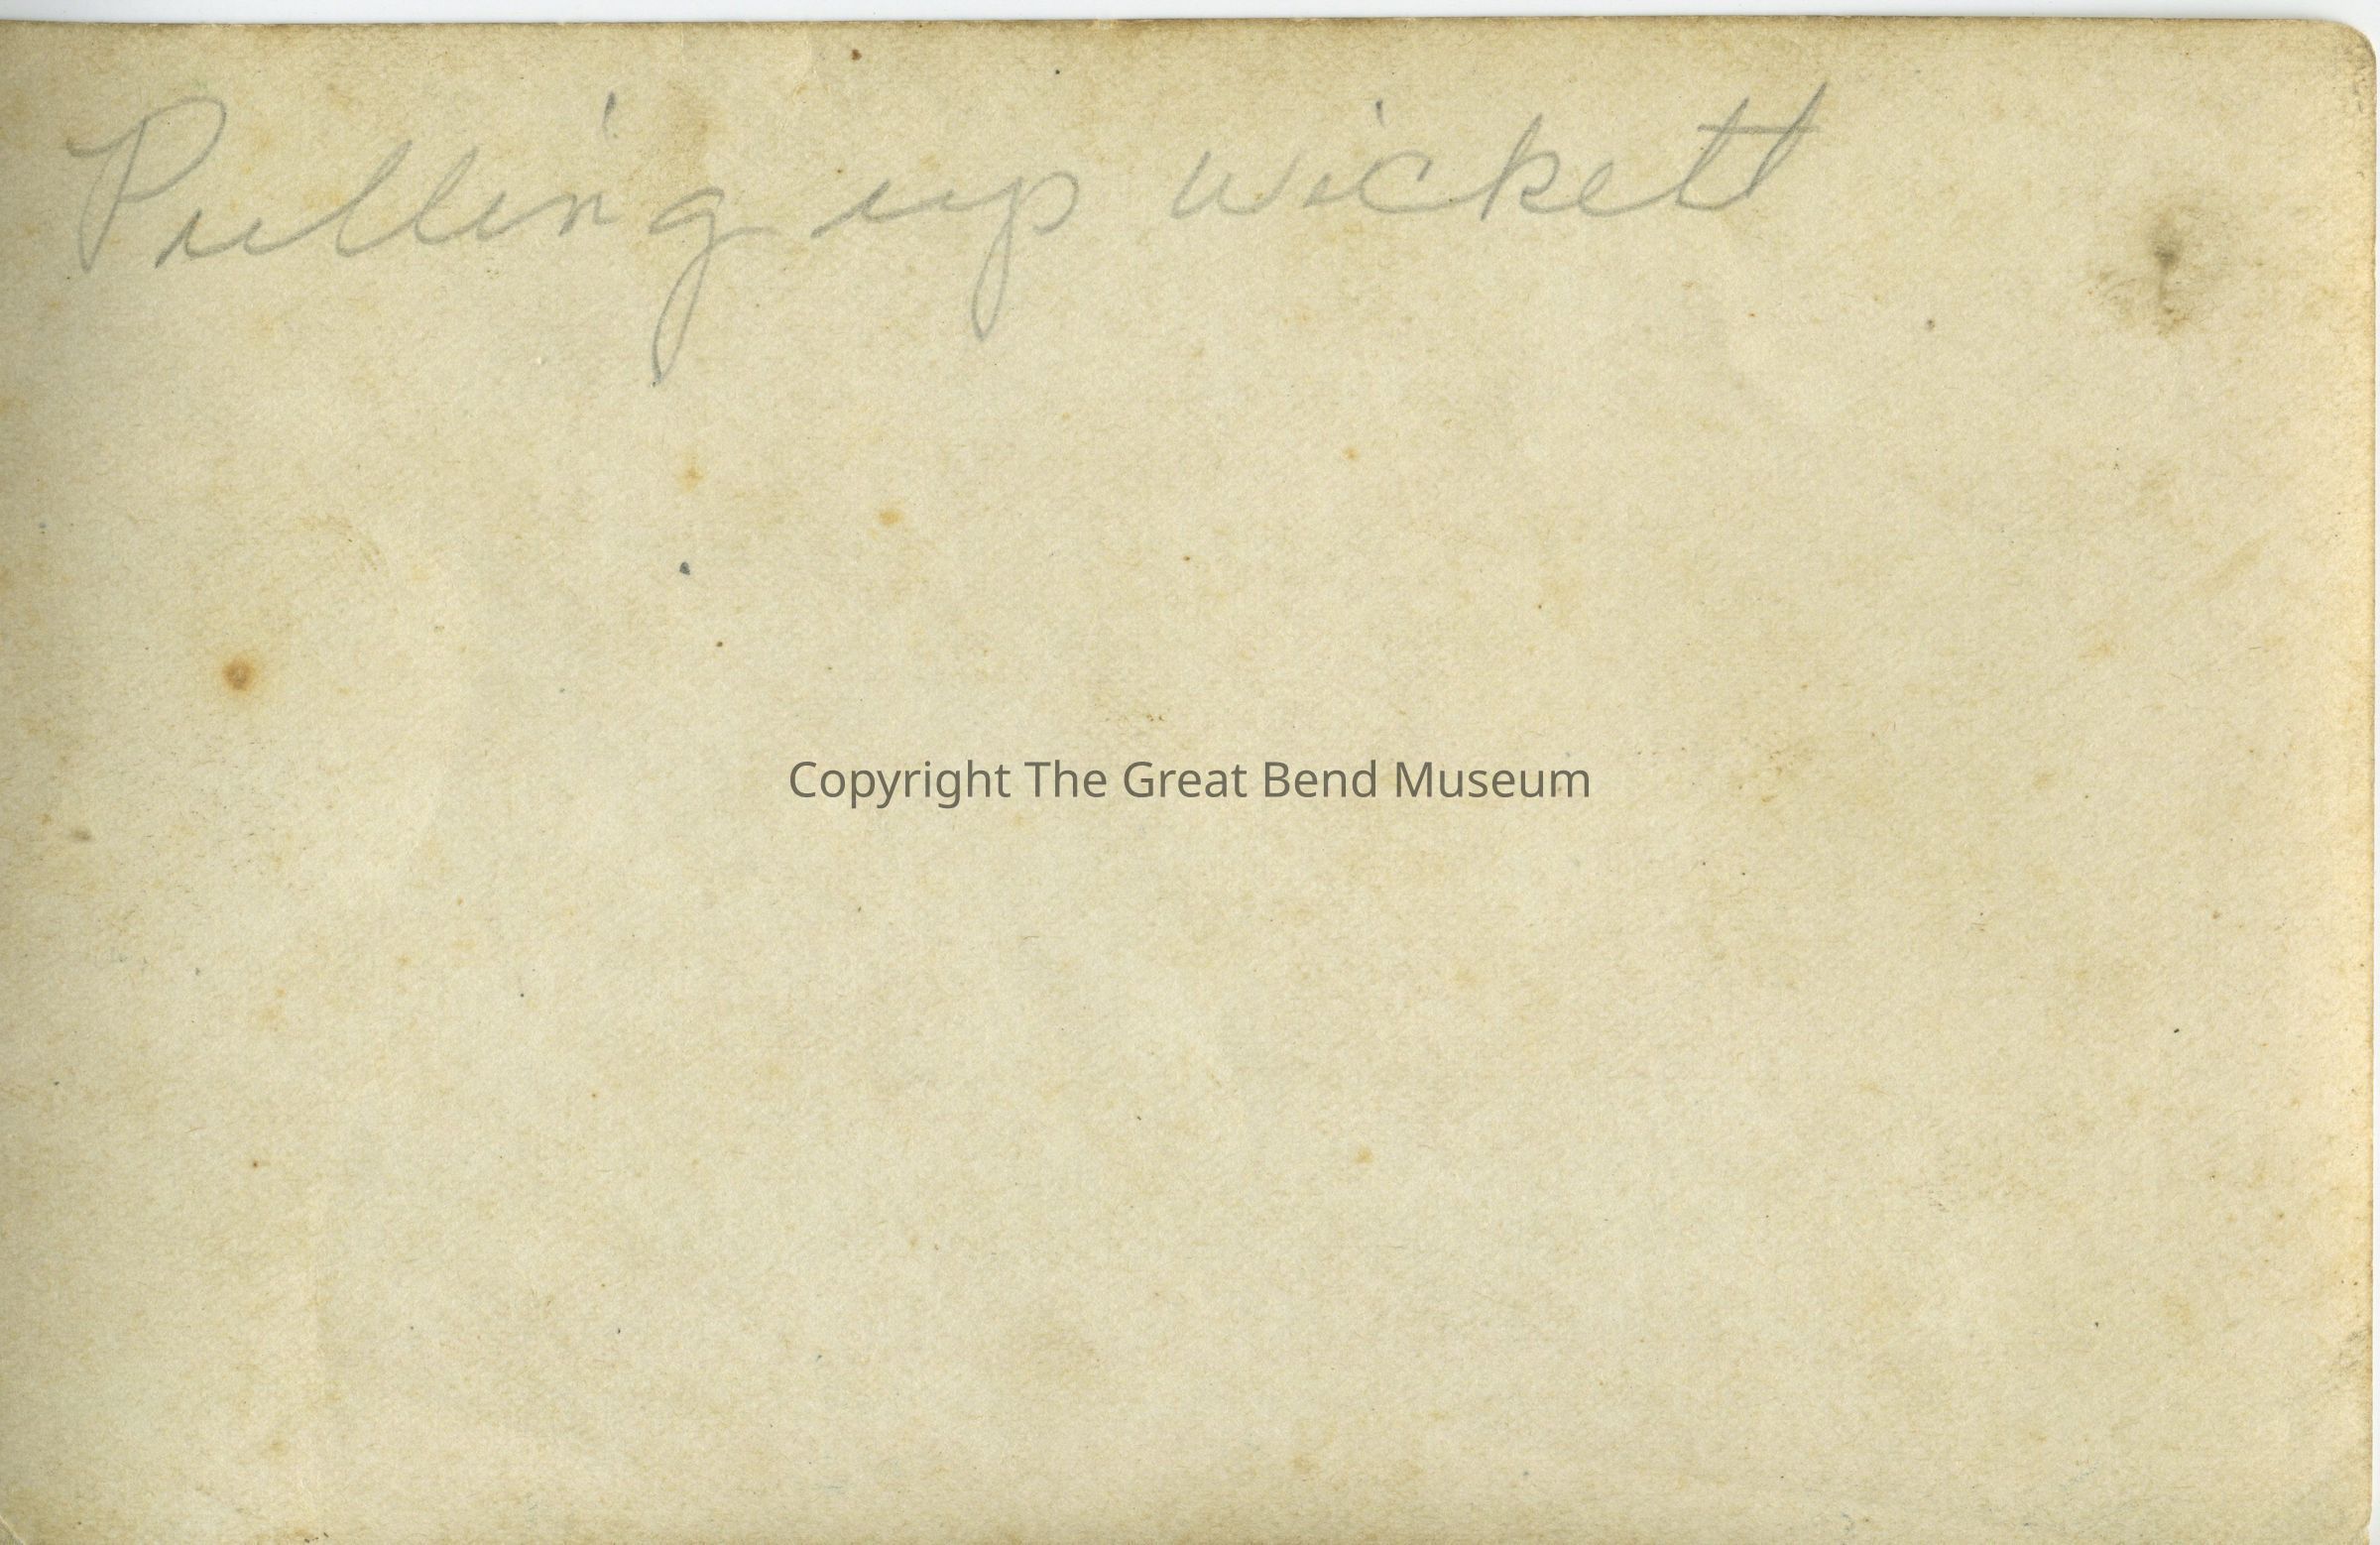 Pulling up wickett
Copyright The Great Bend Museum